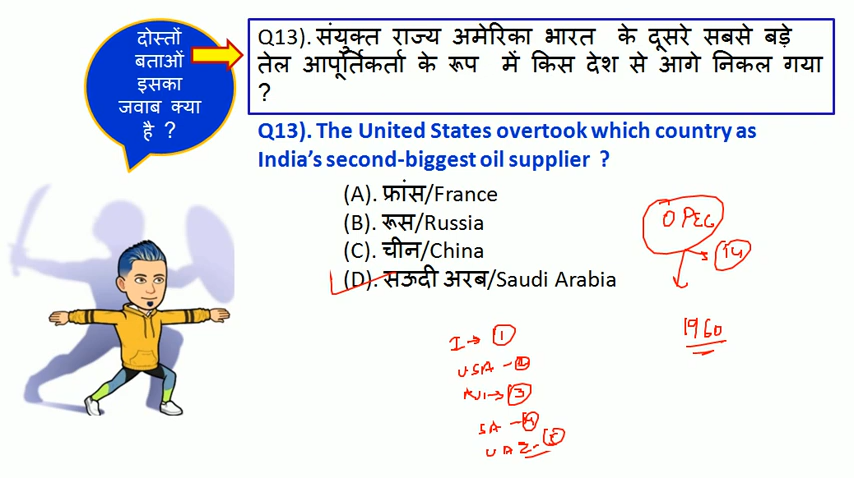 दोस्तों
बताओं
इसका
जवाब क्या
है ?
Q13). संयुक्त राज्य अमेरिका भारत के दूसरे सबसे बड़े
तेल आपूर्तिकर्ता के रूप में किस देश से आगे निकल गया
?
Q13). The United States overtook which country as
India's second-biggest oil supplier ?
(A). फ्रांस/France
(B). रूस/Russia
(C). चीन/China
(D). सऊदी अरब/Saudi Arabia
OPEC
14
1960
I → 1
USA - 2
→ 3
SA - 4
UAE - 5